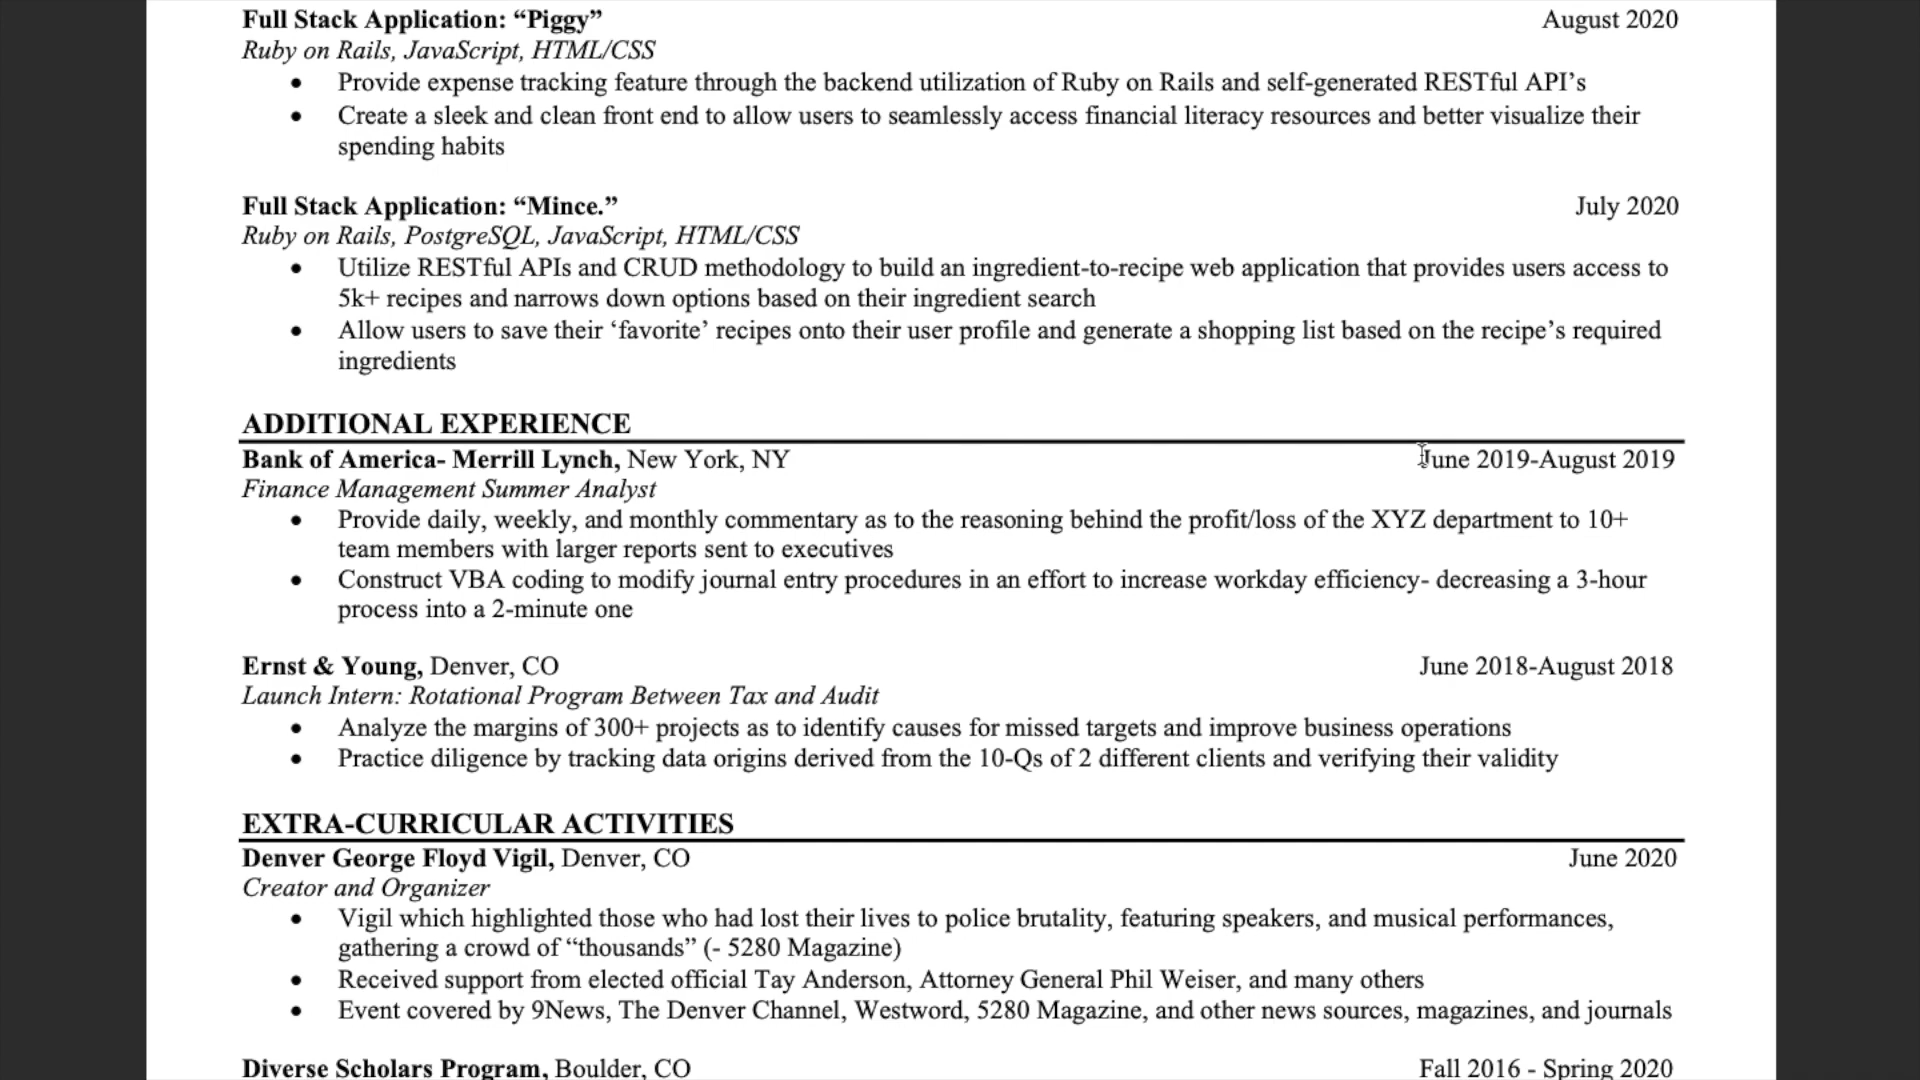 Full Stack Application: “Piggy” August 2020
Ruby on Rails, JavaScript, HTML/CSS
• Provide expense tracking feature through the backend utilization of Ruby on Rails and self-generated RESTful API’s
• Create a sleek and clean front end to allow users to seamlessly access financial literacy resources and better visualize their
spending habits
Full Stack Application: “Mince.” July 2020
Ruby on Rails, PostgreSQL, JavaScript, HTML/CSS
• Utilize RESTful APIs and CRUD methodology to build an ingredient-to-recipe web application that provides users access to
5k+ recipes and narrows down options based on their ingredient search
• Allow users to save their ‘favorite’ recipes onto their user profile and generate a shopping list based on the recipe’s required
ingredients
ADDITIONAL EXPERIENCE
Bank of America- Merrill Lynch, New York, NY June 2019-August 2019
Finance Management Summer Analyst
• Provide daily, weekly, and monthly commentary as to the reasoning behind the profit/loss of the XYZ department to 10+
team members with larger reports sent to executives
• Construct VBA coding to modify journal entry procedures in an effort to increase workday efficiency- decreasing a 3-hour
process into a 2-minute one
Ernst & Young, Denver, CO June 2018-August 2018
Launch Intern: Rotational Program Between Tax and Audit
• Analyze the margins of 300+ projects as to identify causes for missed targets and improve business operations
• Practice diligence by tracking data origins derived from the 10-Qs of 2 different clients and verifying their validity
EXTRA-CURRICULAR ACTIVITIES
Denver George Floyd Vigil, Denver, CO June 2020
Creator and Organizer
• Vigil which highlighted those who had lost their lives to police brutality, featuring speakers, and musical performances,
gathering a crowd of “thousands” (- 5280 Magazine)
• Received support from elected official Tay Anderson, Attorney General Phil Weiser, and many others
• Event covered by 9News, The Denver Channel, Westword, 5280 Magazine, and other news sources, magazines, and journals
Diverse Scholars Program, Boulder, CO Fall 2016 - Spring 2020